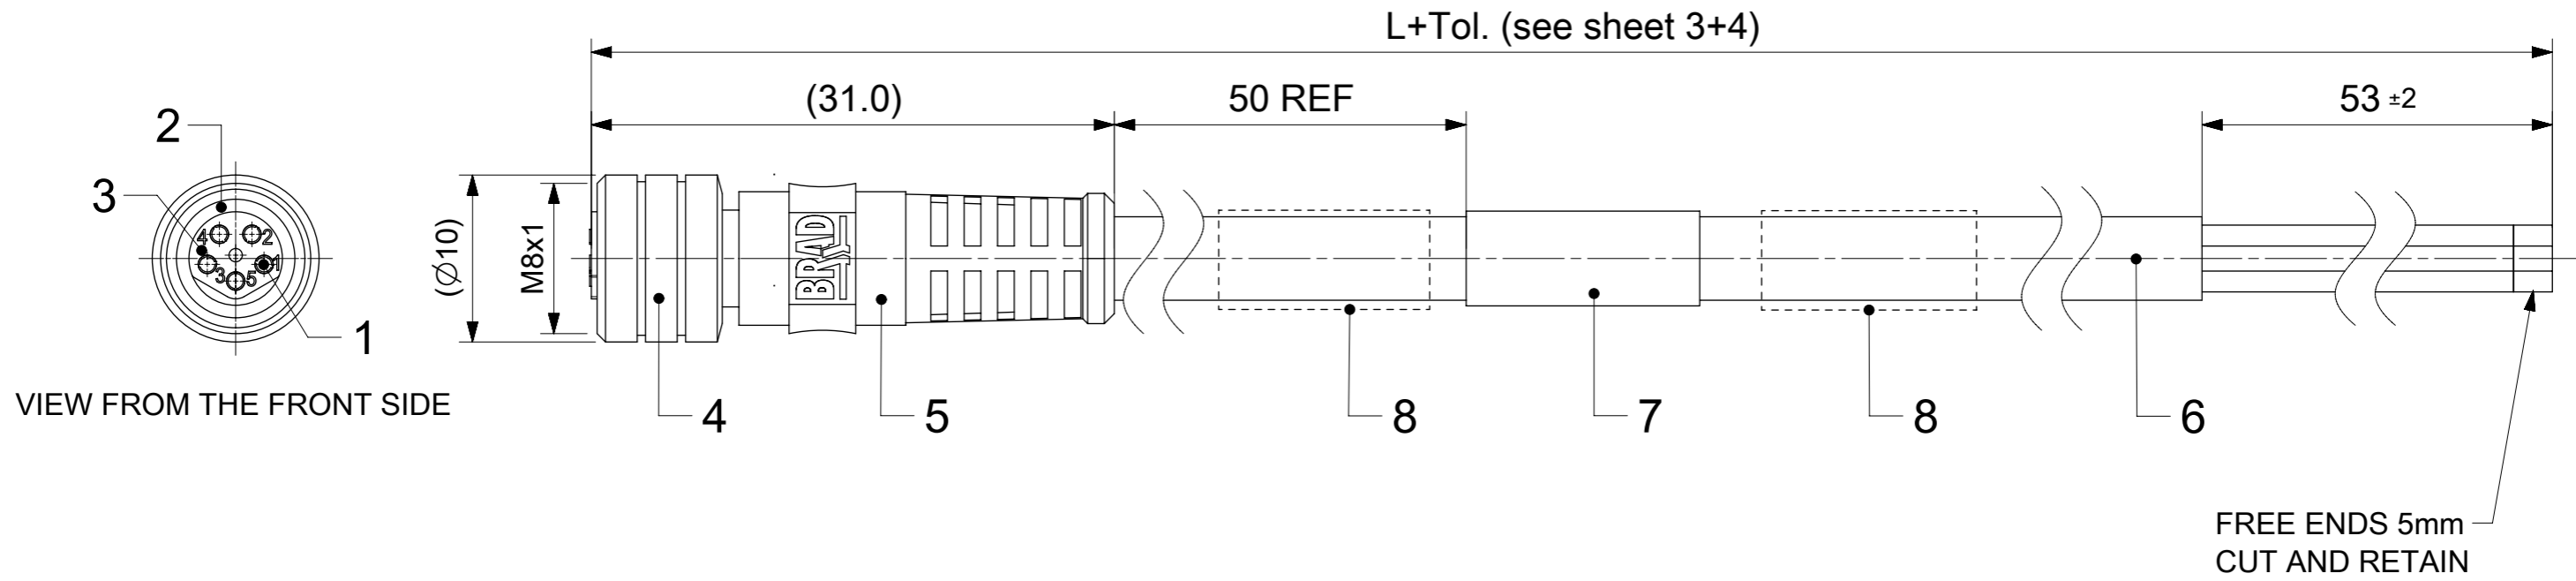 L+Tol. (see sheet 3+4)
(31.0)
50 REF
53 ±2
2
3
4
2
3
1
5
1
(∅10)
M8x1
BRAD
VIEW FROM THE FRONT SIDE
4
5
8
7
8
6
FREE ENDS 5mm
CUT AND RETAIN